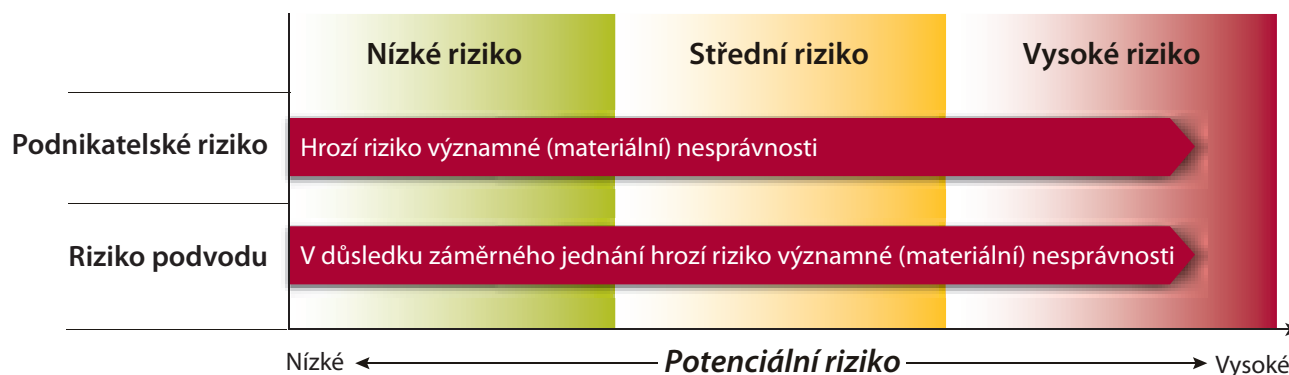 Nízké riziko Střední riziko Vysoké riziko
Podnikatelské riziko Hrozí riziko významné (materiální) nesprávnosti
Riziko podvodu V důsledku záměrného jednání hrozí riziko významné (materiální) nesprávnosti
Nízké Potenciální riziko Vysoké